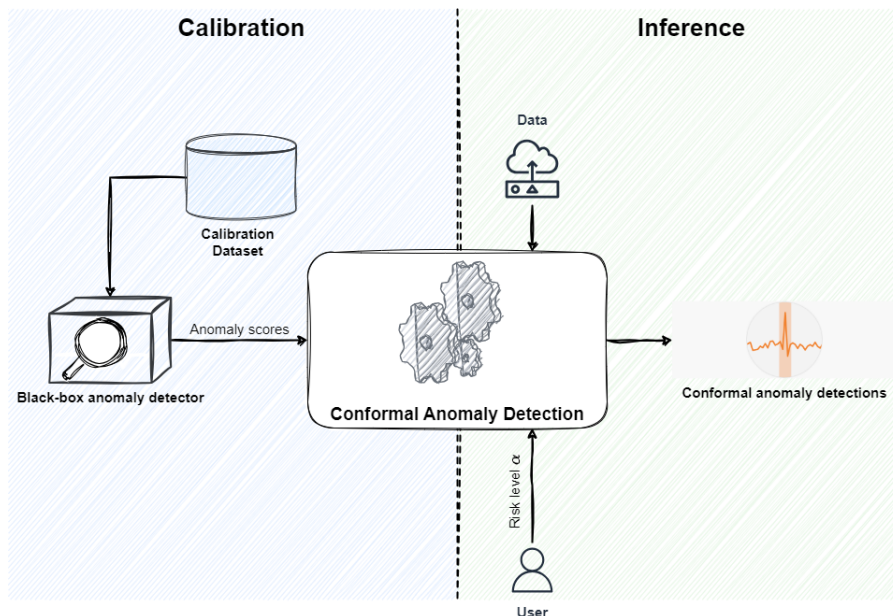 Calibration
Inference
Data
Calibration
Dataset
Anomaly scores
Black-box anomaly detector
Conformal Anomaly Detection
Conformal anomaly detections
Risk level α
User